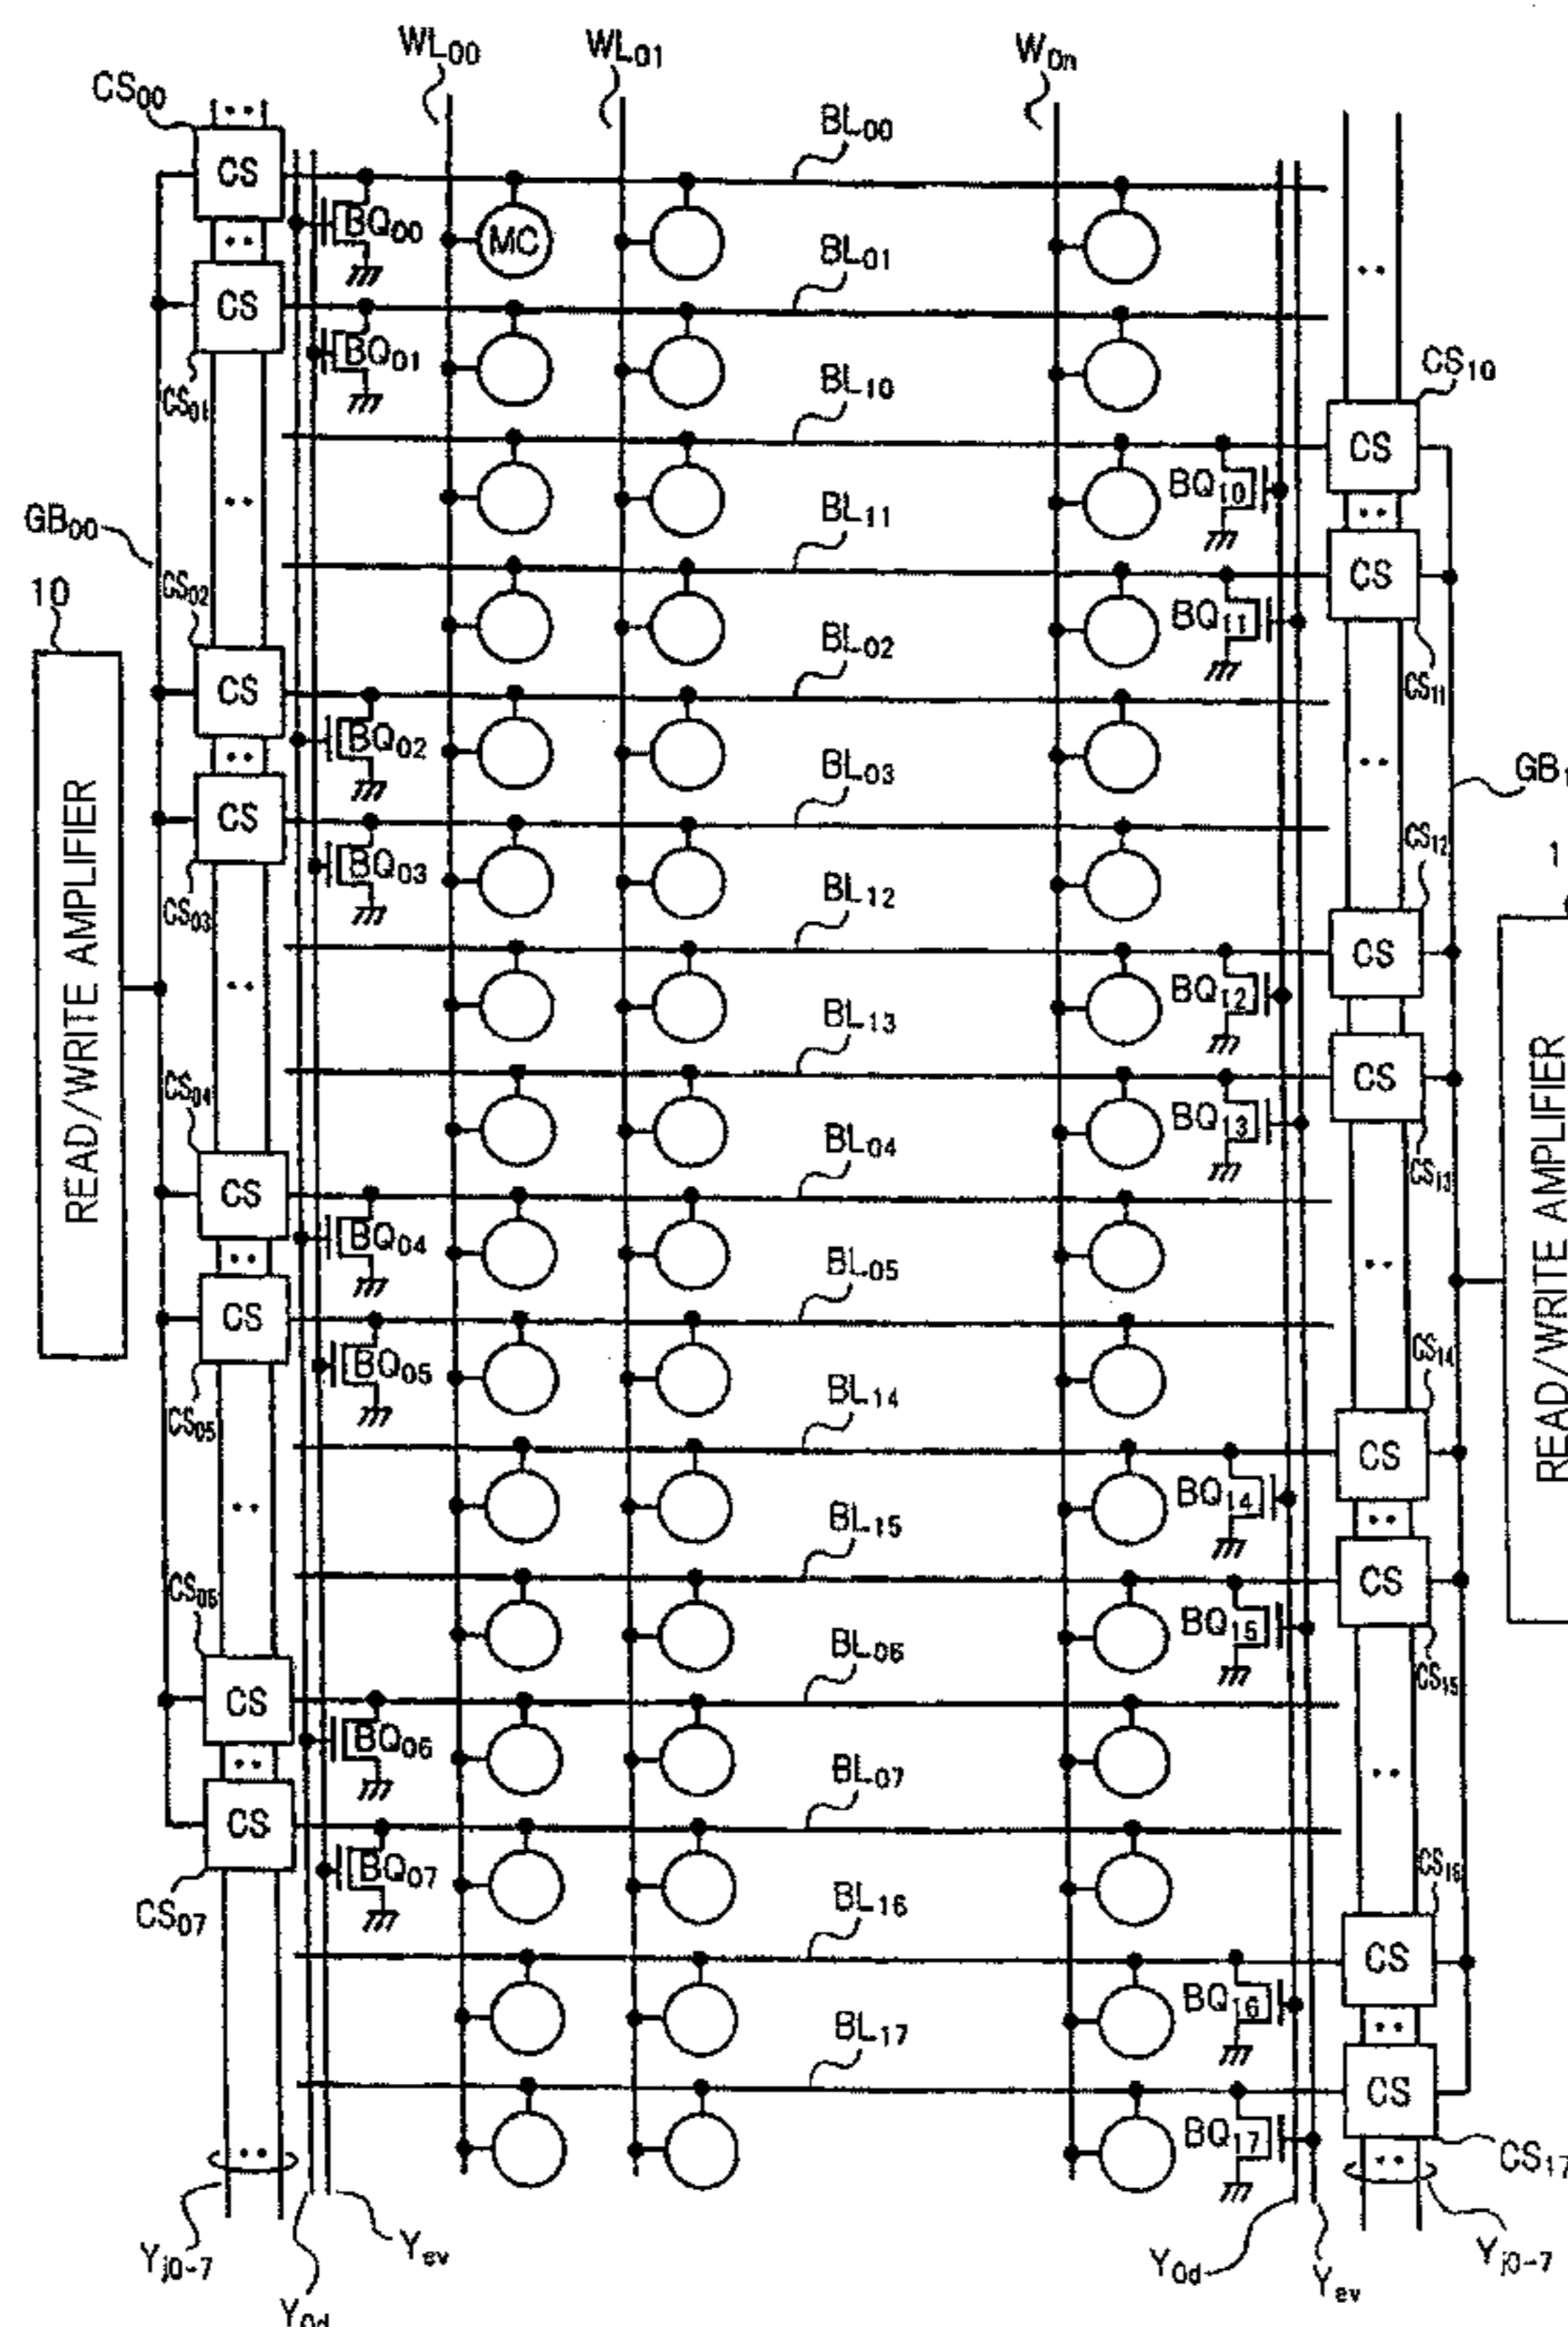 WL00
WL01
W0n
CS00
BL00
CS
BQ00
MC
BL01
CS
BQ01
CS01
BL10
CS10
CS
BQ10
GB00
BL11
CS
BQ11
CS02
10
BL02
CS11
CS
BQ02
BL03
GB1
CS
BQ03
CS12
1
CS03
BL12
CS
BQ12
READ/WRITE AMPLIFIER
BL13
CS04
CS
BQ13
BL04
CS13
CS
BQ04
READ/WRITE AMPLIFIER
BL05
CS
BQ05
CS14
BL14
CS05
CS
BQ14
BL15
CS06
CS
BQ15
BL06
CS15
CS
BQ06
BL07
CS
BQ07
CS16
BL16
CS07
CS
BQ16
BL17
CS
BQ17
CS17
Yj0-7
Yev
Y0d
Y0d
Yev
Yj0-7